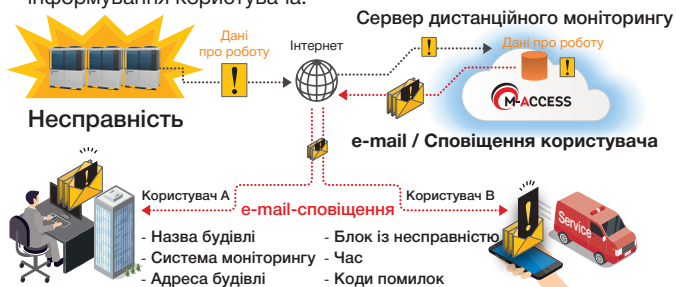 інформування користувача.
Сервер дистанційного моніторингу
Дані
про роботу
Інтернет
Дані про роботу
M-ACCESS
Несправність
e-mail / Сповіщення користувача
Користувач А
Користувач В
e-mail-сповіщення
Service
- Назва будівлі
- Система моніторингу
- Адреса будівлі
- Блок із несправністю
- Час
- Коди помилок